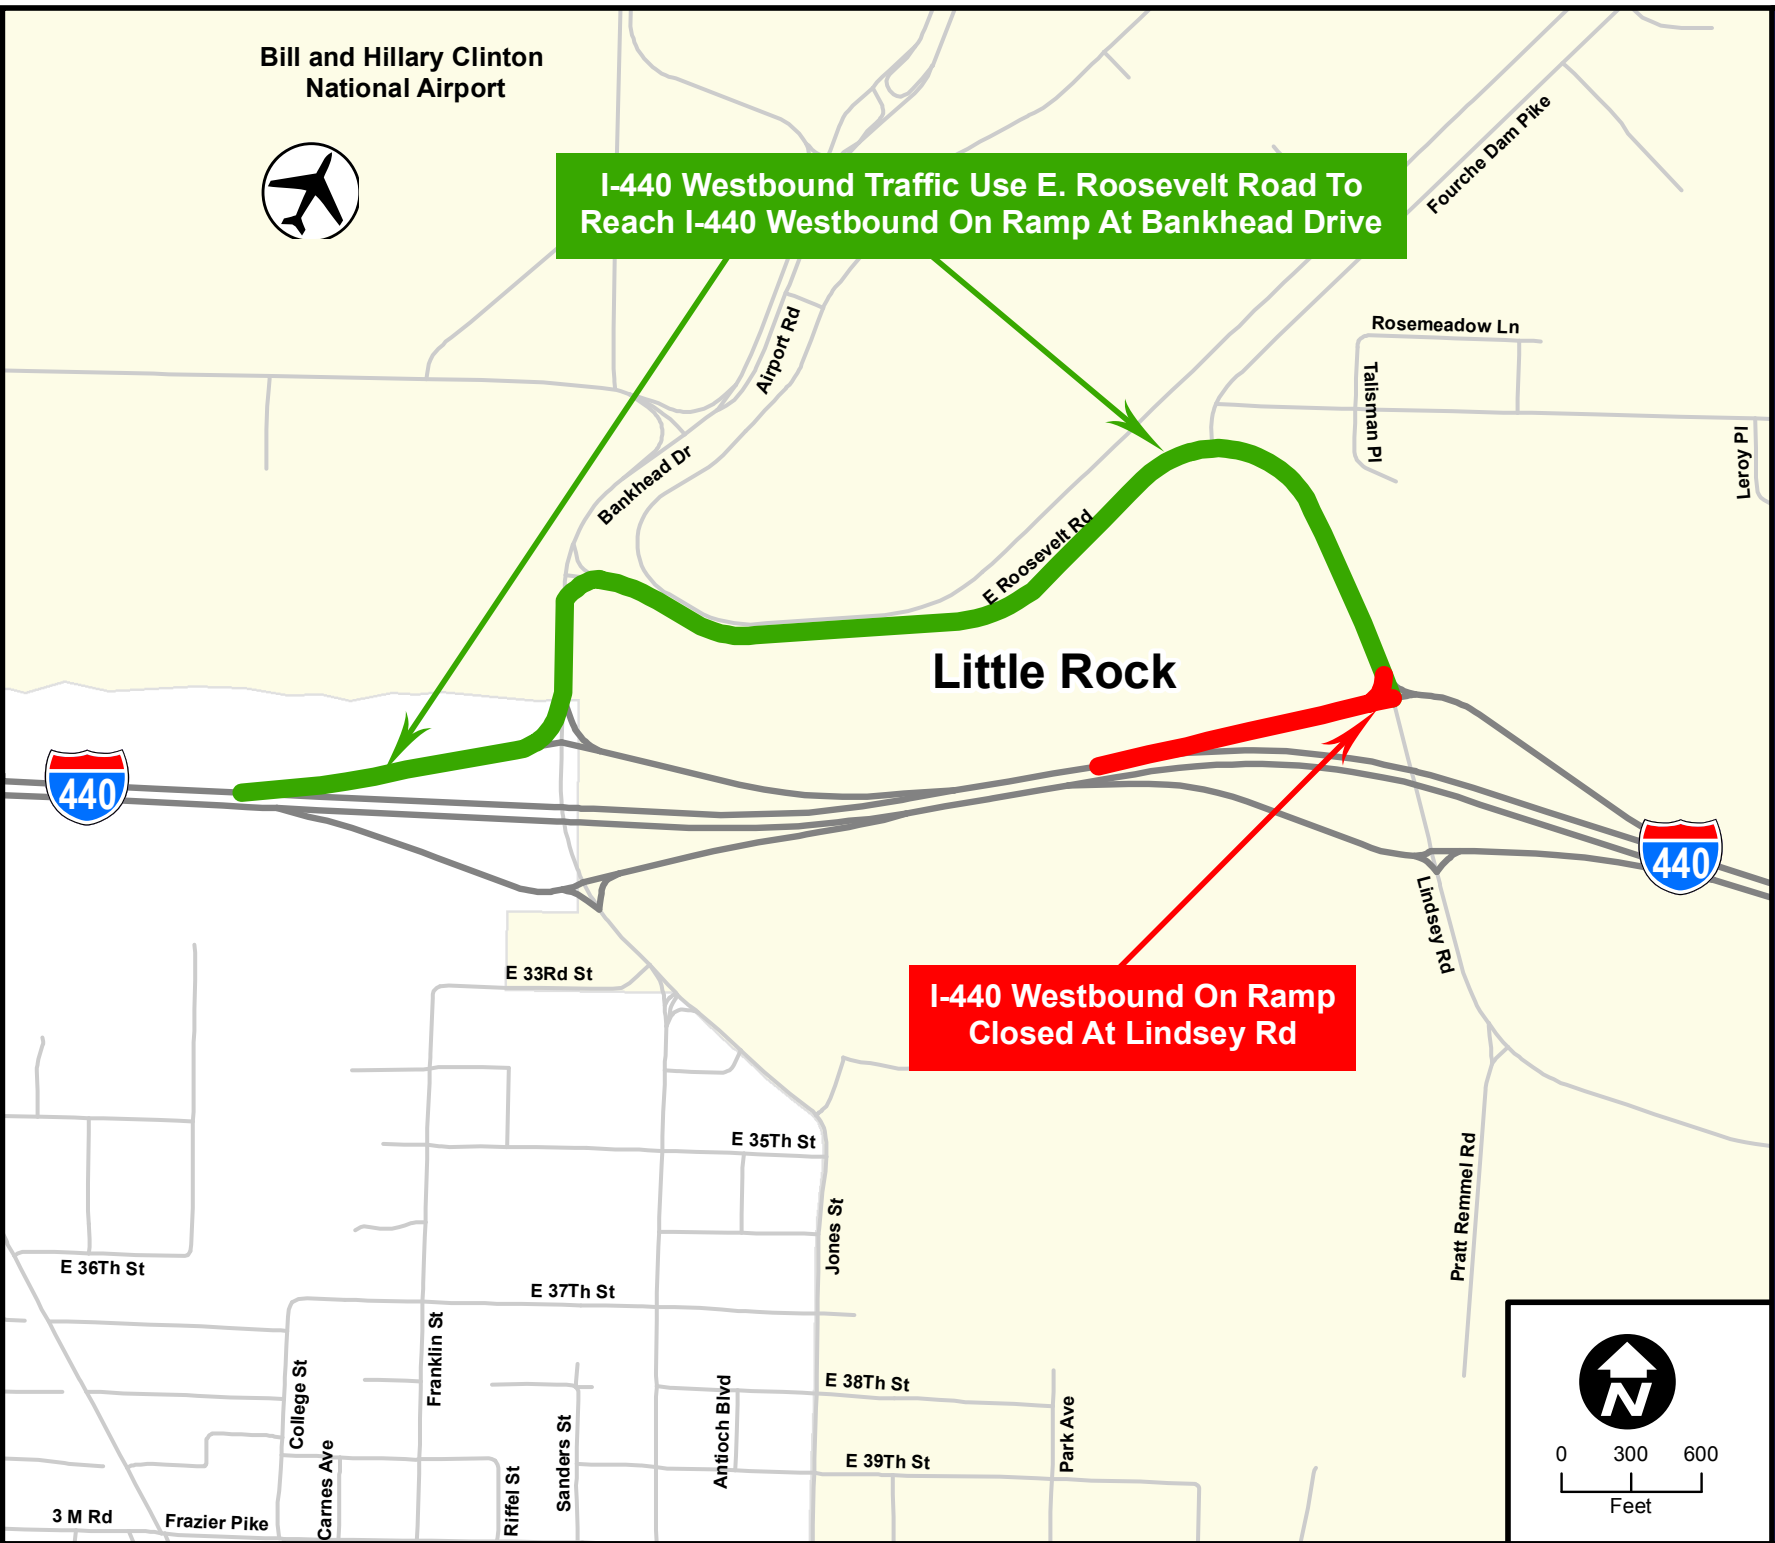 Bill and Hillary Clinton
National Airport
I-440 Westbound Traffic Use E. Roosevelt Road To
Reach I-440 Westbound On Ramp At Bankhead Drive
Fourche Dam Pike
Airport Rd
Rosemeadow Ln
Talisman Pl
Leroy Pl
Bankhead Dr
E Roosevelt Rd
Little Rock
440
440
Lindsey Rd
I-440 Westbound On Ramp
Closed At Lindsey Rd
E 33Rd St
E 35Th St
Jones St
Pratt Remmel Rd
E 36Th St
E 37Th St
Franklin St
College St
E 38Th St
Antioch Blvd
Park Ave
Sanders St
Carnes Ave
Riffel St
E 39Th St
3 M Rd
Frazier Pike
N
0 300 600
Feet